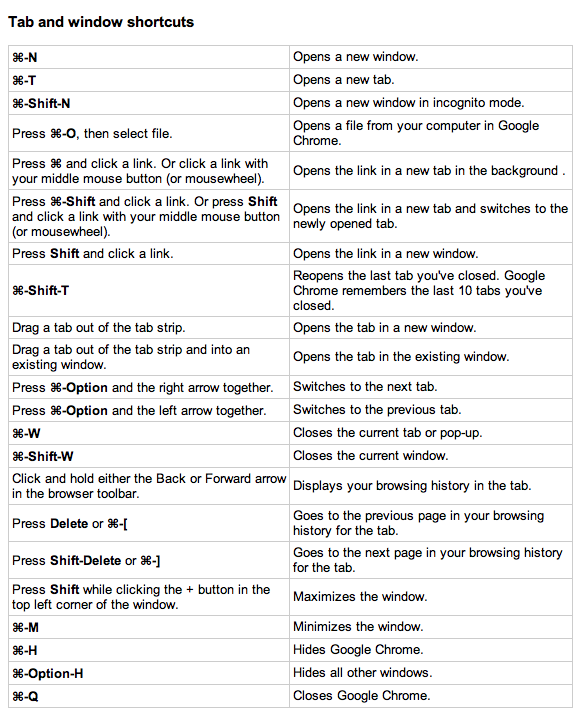 Tab and window shortcuts
⌘-N
Opens a new window.
⌘-T
Opens a new tab.
⌘-Shift-N
Opens a new window in incognito mode.
Press ⌘-O, then select file.
Opens a file from your computer in Google
Chrome.
Press ⌘ and click a link. Or click a link with
your middle mouse button (or mousewheel).
Opens the link in a new tab in the background .
Press ⌘-Shift and click a link. Or press Shift
and click a link with your middle mouse button
(or mousewheel).
Opens the link in a new tab and switches to the
newly opened tab.
Press Shift and click a link.
Opens the link in a new window.
⌘-Shift-T
Reopens the last tab you've closed. Google
Chrome remembers the last 10 tabs you've
closed.
Drag a tab out of the tab strip.
Opens the tab in a new window.
Drag a tab out of the tab strip and into an
existing window.
Opens the tab in the existing window.
Press ⌘-Option and the right arrow together.
Switches to the next tab.
Press ⌘-Option and the left arrow together.
Switches to the previous tab.
⌘-W
Closes the current tab or pop-up.
⌘-Shift-W
Closes the current window.
Click and hold either the Back or Forward arrow
in the browser toolbar.
Displays your browsing history in the tab.
Press Delete or ⌘-[
Goes to the previous page in your browsing
history for the tab.
Press Shift-Delete or ⌘-]
Goes to the next page in your browsing history
for the tab.
Press Shift while clicking the + button in the
top left corner of the window.
Maximizes the window.
⌘-M
Minimizes the window.
⌘-H
Hides Google Chrome.
⌘-Option-H
Hides all other windows.
⌘-Q
Closes Google Chrome.